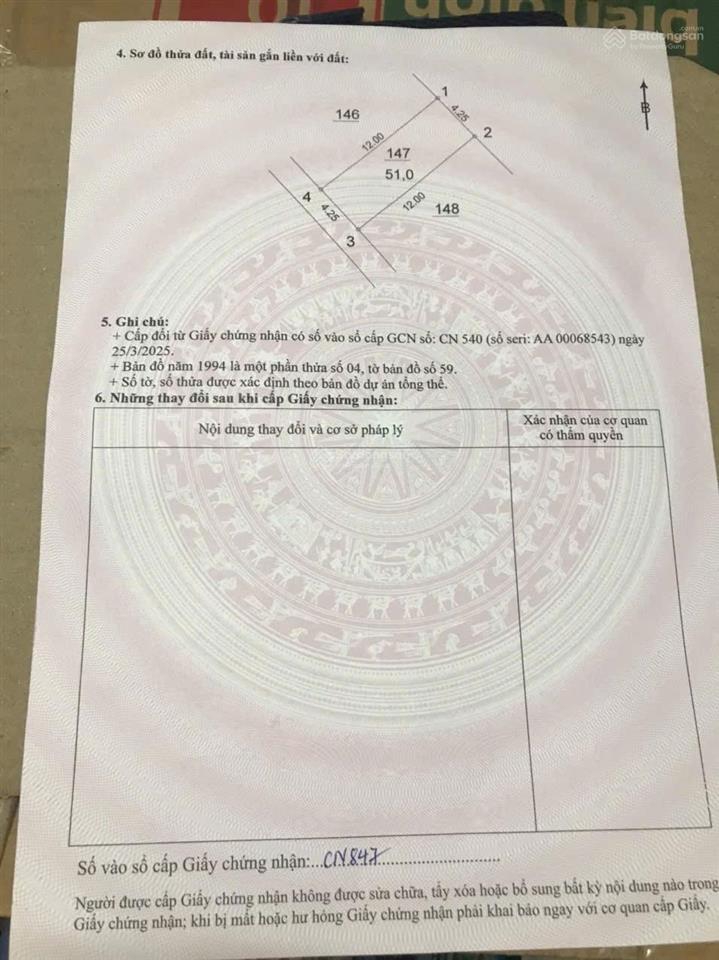 Batdongsan
by PropertyGuru
4. Sơ đồ thửa đất, tài sản gắn liền với đất:
B
1
4.25
2
146
12.00
147
51,0
4
4.25
12.00
148
3
5. Ghi chú:
+ Cấp đổi từ Giấy chứng nhận có số vào sổ cấp GCN số: CN 540 (số seri: AA 00068543) ngày
25/3/2025.
+ Bản đồ năm 1994 là một phần thửa số 04, tờ bản đồ số 59.
+ Số tờ, số thửa được xác định theo bản đồ dự án tổng thể.
6. Những thay đổi sau khi cấp Giấy chứng nhận:
Nội dung thay đổi và cơ sở pháp lý
Xác nhận của cơ quan
có thẩm quyền
Số vào sổ cấp Giấy chứng nhận:...CN847...
Người được cấp Giấy chứng nhận không được sửa chữa, tẩy xóa hoặc bổ sung bất kỳ nội dung nào trong
Giấy chứng nhận; khi bị mất hoặc hư hỏng Giấy chứng nhận phải khai báo ngay với cơ quan cấp Giấy.